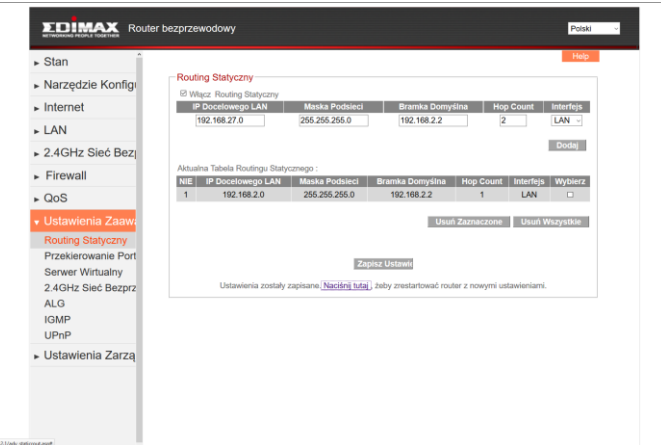 EDIMAX Router bezprzewodowy Polski
NETWORKING PEOPLE TOGETHER
Help
Stan
Narzędzie Konfigu
Internet
LAN
2.4GHz Sieć Bezp
Firewall
QoS
Ustawienia Zaawa
Routing Statyczny
Przekierowanie Port
Serwer Wirtualny
2.4GHz Sieć Bezprz
ALG
IGMP
UPnP
Ustawienia Zarzą
Routing Statyczny
Włącz Routing Statyczny
IP Docelowego LAN Maska Podsieci Bramka Domyślna Hop Count Interfejs
192.168.27.0 255.255.255.0 192.168.2.2 2 LAN
Dodaj
Aktualna Tabela Routingu Statycznego :
NIE IP Docelowego LAN Maska Podsieci Bramka Domyślna Hop Count Interfejs Wybierz
1 192.168.2.0 255.255.255.0 192.168.2.2 1 LAN
Usuń Zaznaczone Usuń Wszystkie
Zapisz Ustawie
Ustawienia zostały zapisane. Naciśnij tutaj , żeby zrestartować router z nowymi ustawieniami.